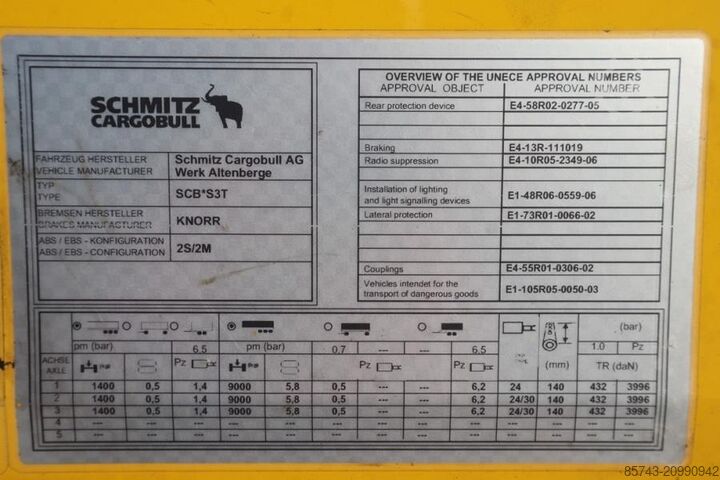 SCHMITZ
CARGOBULL
FAHRZEUG HERSTELLER
VEHICLE MANUFACTURER
Schmitz Cargobull AG
Werk Altenberge
TYP
TYPE
SCB*S3T
BREMSEN HERSTELLER
BRAKES MANUFACTURER
KNORR
ABS / EBS - KONFIGURATION
ABS / EBS - CONFIGURATION
2S/2M
OVERVIEW OF THE UNECE APPROVAL NUMBERS
APPROVAL OBJECT APPROVAL NUMBER
Rear protection device E4-58R02-0277-05
Braking E4-13R-111019
Radio suppression E4-10R05-2349-06
Installation of lighting
and light signalling devices E1-48R06-0559-06
Lateral protection E1-73R01-0066-02
Couplings E4-55R01-0306-02
Vehicles intendet for the
transport of dangerous goods E1-105R05-0050-03
(bar)
pm (bar) 6.5 pm (bar) 0.7 --- --- 6.5 1.0 Pz
ACHSE
AXLE
Pz Pz Pz (mm) TR (daN)
1 1400 0,5 1,4 9000 5,8 0,5 --- --- 6,2 24 140 432 3996
2 1400 0,5 1,4 9000 5,8 0,5 --- --- 6,2 24/30 140 432 3996
3 1400 0,5 1,4 9000 5,8 0,5 --- --- 6,2 24/30 140 432 3996
4 --- --- --- --- --- --- --- --- --- --- --- --- ---
5 --- --- --- --- --- --- --- --- --- --- --- --- ---
85743-20990942